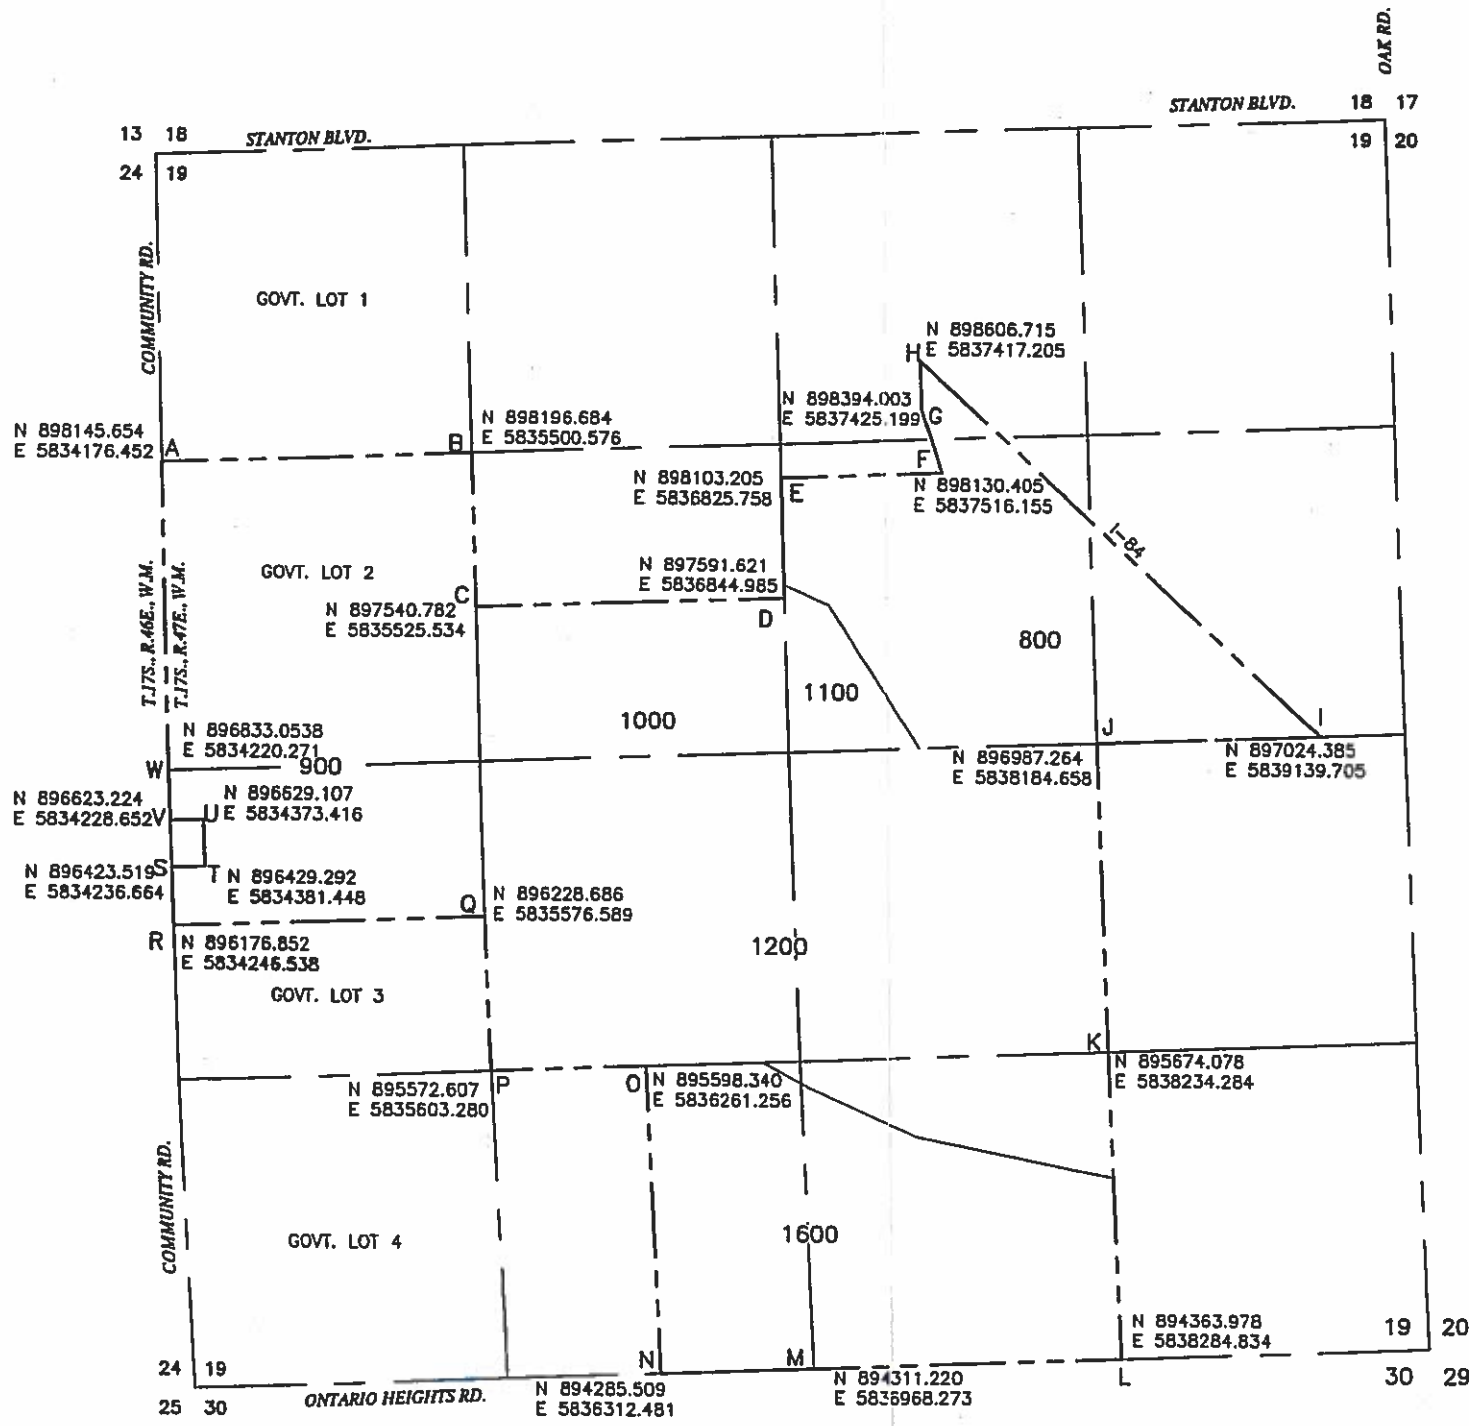 OAK RD.
STANTON BLVD.
18 17
13 18
STANTON BLVD.
19 20
24 19
COMMUNITY RD.
GOVT. LOT 1
N 898606.715
H E 5837417.205
N 898394.003
E 5837425.199 G
N 898145.654
E 5834176.452 A
B
N 898196.684
E 5835500.576
F
N 898103.205
E 5836825.758 E
N 898130.405
E 5837516.155
I-84
T.17S., R.46E., W.M.
T.17S., R.47E., W.M.
GOVT. LOT 2
N 897591.621
E 5836844.985
C
D
N 897540.782
E 5835525.534
800
1100
1000
N 896833.0538
E 5834220.271
J
I
W
900
N 896987.264
E 5838184.658
N 897024.385
E 5839139.705
N 896623.224
E 5834228.652 V
U
N 896629.107
E 5834373.416
N 896423.519 S
E 5834236.664
T N 896429.292
E 5834381.448
Q
N 896228.686
E 5835576.589
R
N 896176.852
E 5834246.538
1200
GOVT. LOT 3
K
N 895674.078
E 5838234.284
N 895572.607
E 5835603.280
P
O
N 895598.340
E 5836261.256
COMMUNITY RD.
GOVT. LOT 4
1600
N 894363.978
E 5838284.834
19 20
24 19
N
M
L
30 29
25 30
ONTARIO HEIGHTS RD.
N 894285.509
E 5836312.481
N 894311.220
E 5836968.273